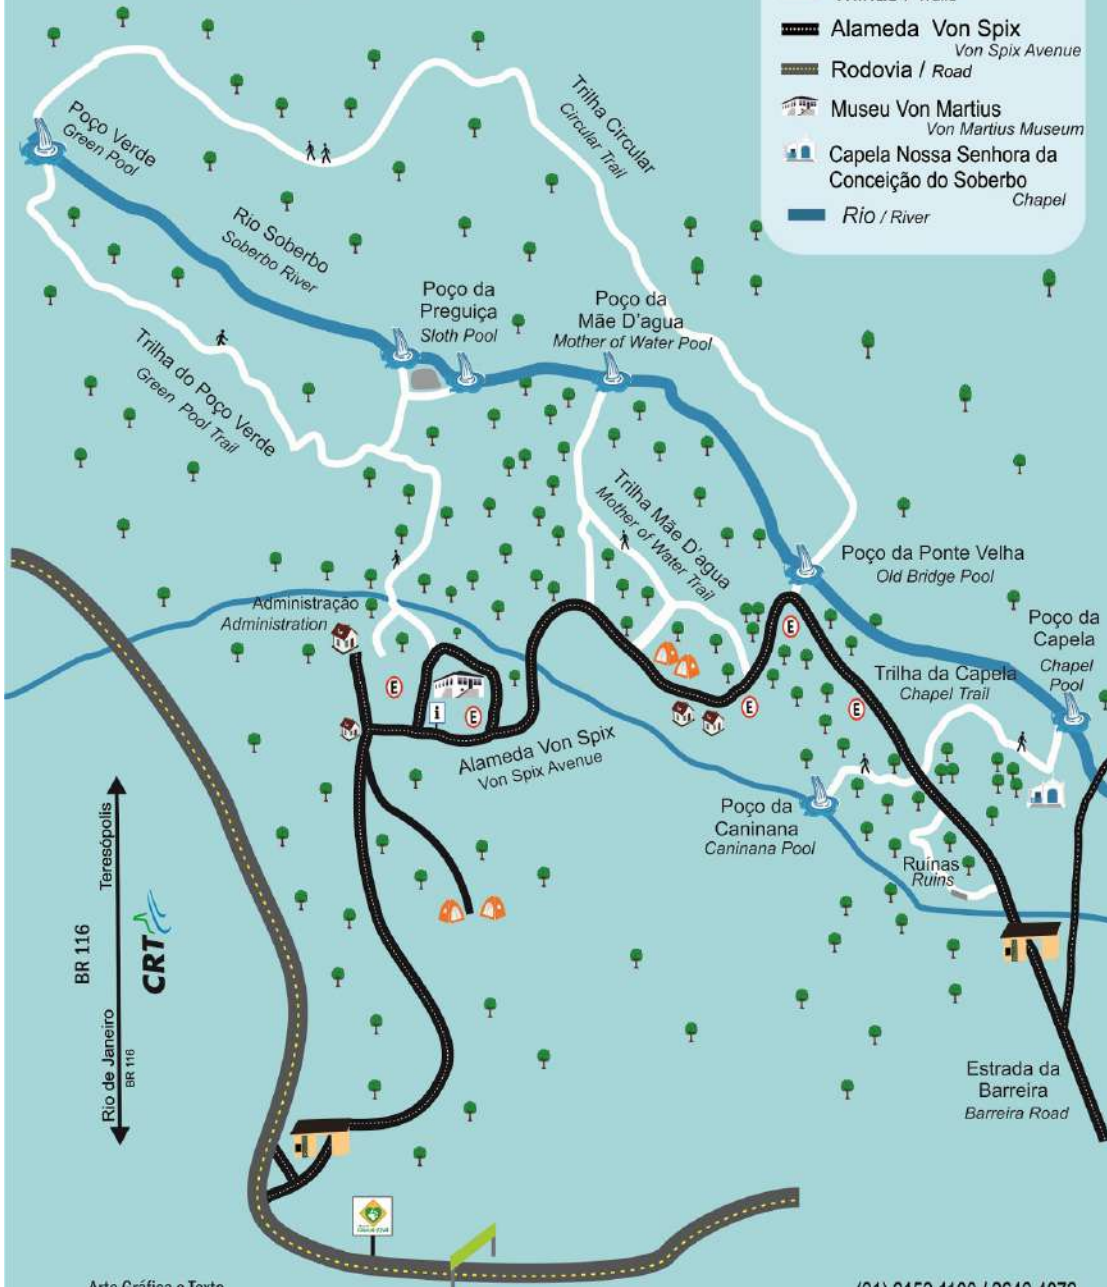 Alameda Von Spix
Von Spix Avenue
Rodovia / Road
Museu Von Martius
Von Martius Museum
Capela Nossa Senhora da
Conceição do Soberbo
Chapel
Rio / River
Poço Verde
Green Pool
Trilha Circular
Circular Trail
Rio Soberbo
Soberbo River
Poço da
Preguiça
Sloth Pool
Poço da
Mãe D'agua
Mother of Water Pool
Trilha do Poço Verde
Green Pool Trail
Trilha Mãe D'agua
Mother of Water Trail
Poço da Ponte Velha
Old Bridge Pool
Administração
Administration
Poço da
Capela
Chapel
Pool
Trilha da Capela
Chapel Trail
E
E
E
E
E
i
Alameda Von Spix
Von Spix Avenue
Poço da
Caninana
Caninana Pool
Ruínas
Ruins
Teresópolis
BR 116
CRT
Rio de Janeiro
BR 116
Estrada da
Barreira
Barreira Road